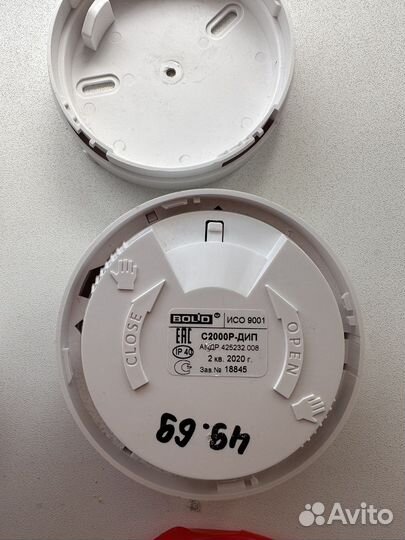 BOLID ИСО 9001
EAC С2000Р-ДИП
IP 40 АЦДР.425232.008
2 кв. 2020 г.
Зав.№ 18845
CLOSE
OPEN
49.69
Avito